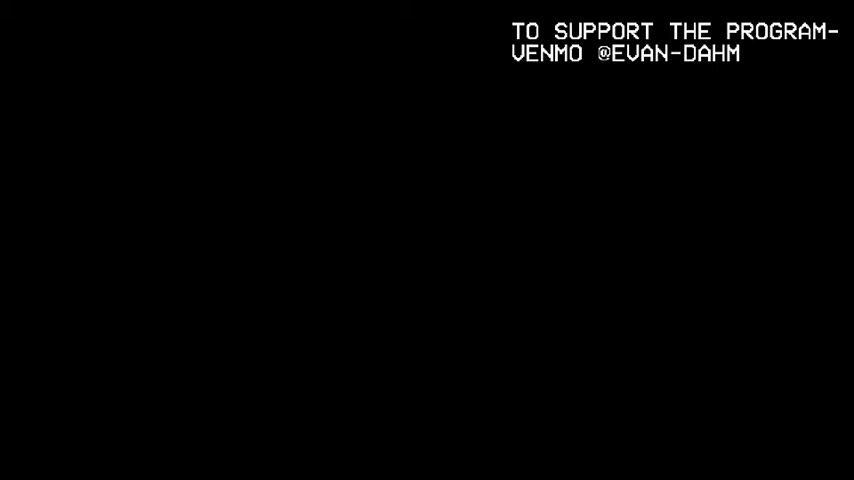 TO SUPPORT THE PROGRAM-
VENMO @EVAN-DAHM